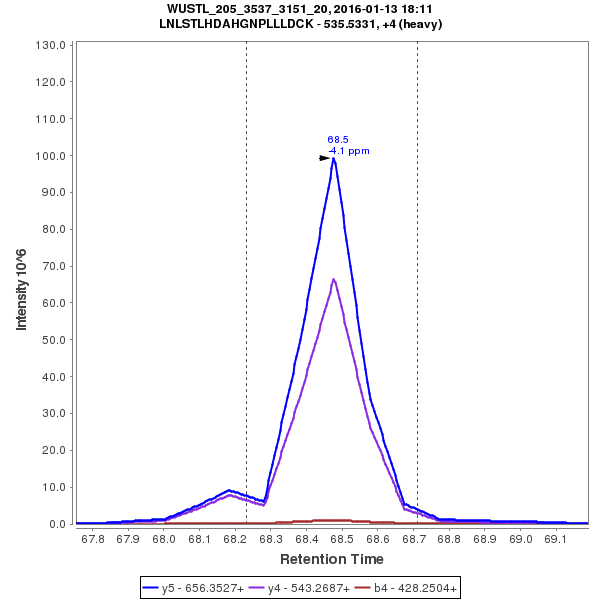 WUSTL_205_3537_3151_20, 2016-01-13 18:11
LNLSTLHDAHGNPLLLDCK - 535.5331, +4 (heavy)
130.0
120.0
110.0
100.0
90.0
80.0
70.0
60.0
50.0
40.0
30.0
20.0
10.0
0.0
Intensity 10^6
68.5
-4.1 ppm
67.8 67.9 68.0 68.1 68.2 68.3 68.4 68.5 68.6 68.7 68.8 68.9 69.0 69.1
Retention Time
y5 - 656.3527+ y4 - 543.2687+ b4 - 428.2504+